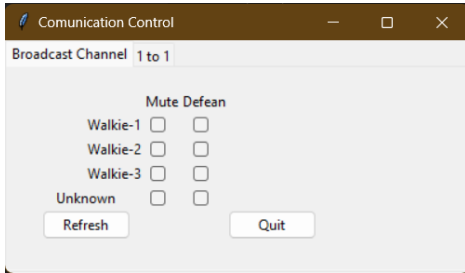 Comunication Control
Broadcast Channel 1 to 1
Mute Defean
Walkie-1
Walkie-2
Walkie-3
Unknown
Refresh Quit